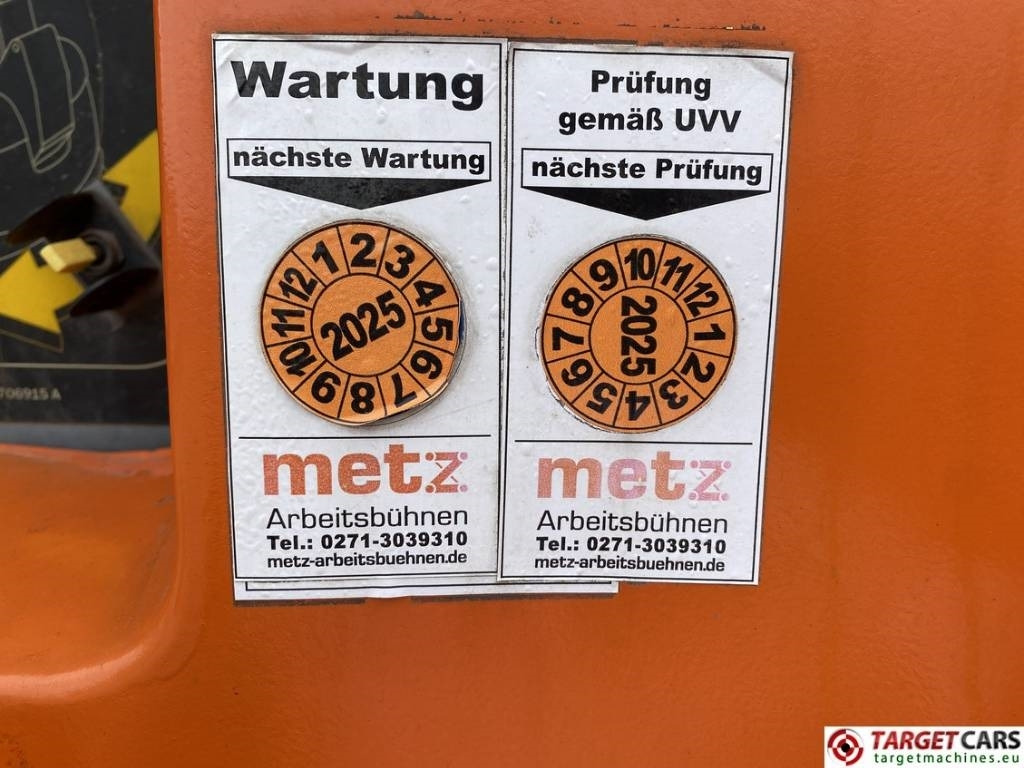 Wartung
nächste Wartung
1 2 3 4 5 6 7 8 9 10 11 12
2025
metz
Arbeitsbühnen
Tel.: 0271-3039310
metz-arbeitsbuehnen.de
Prüfung
gemäß UVV
nächste Prüfung
10 11 12 1 2 3 4 5 6 7 8 9
2025
metz
Arbeitsbühnen
Tel.: 0271-3039310
metz-arbeitsbuehnen.de
706915 A
TARGETCARS
targetmachines.eu